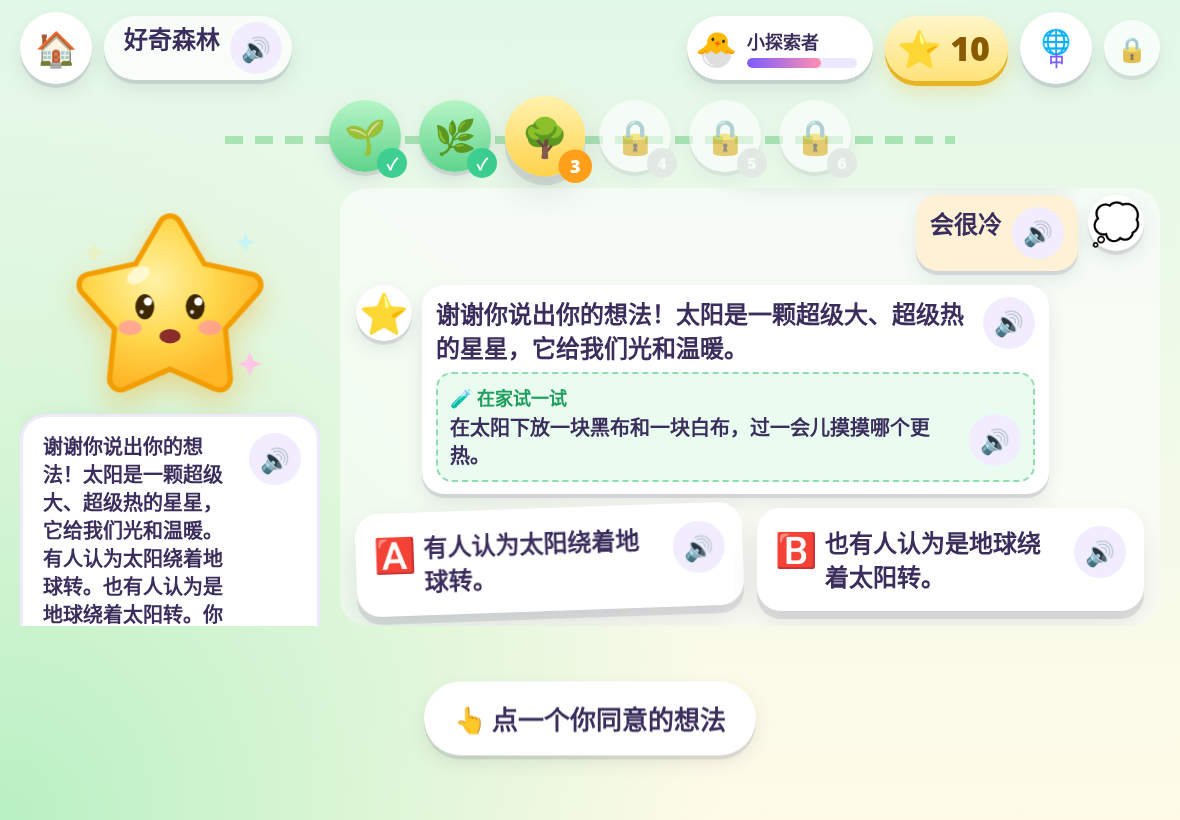 好奇森林
小探索者
10
中
3
4
5
6
会很冷
谢谢你说出你的想法！太阳是一颗超级大、超级热
的星星，它给我们光和温暖。
在家试一试
在太阳下放一块黑布和一块白布，过一会儿摸摸哪个更
热。
谢谢你说出你的想
法！太阳是一颗超级
大、超级热的星星，
它给我们光和温暖。
有人认为太阳绕着地
球转。也有人认为是
地球绕着太阳转。你
A 有人认为太阳绕着地
球转。
B 也有人认为是地球绕
着太阳转。
点一个你同意的想法